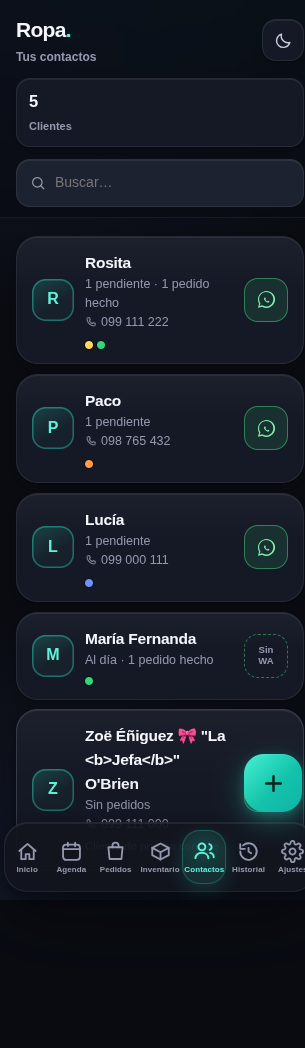 Ropa.
Tus contactos
5
Clientes
Buscar…
Rosita
1 pendiente · 1 pedido
hecho
099 111 222
R
Paco
1 pendiente
098 765 432
P
Lucía
1 pendiente
099 000 111
L
María Fernanda
Al día · 1 pedido hecho
M
Sin
WA
Zoë Éñiguez 🎀 "La
<b>Jefa</b>"
O'Brien
Sin pedidos
Z
Inicio
Agenda
Pedidos
Inventario
Contactos
Historial
Ajustes